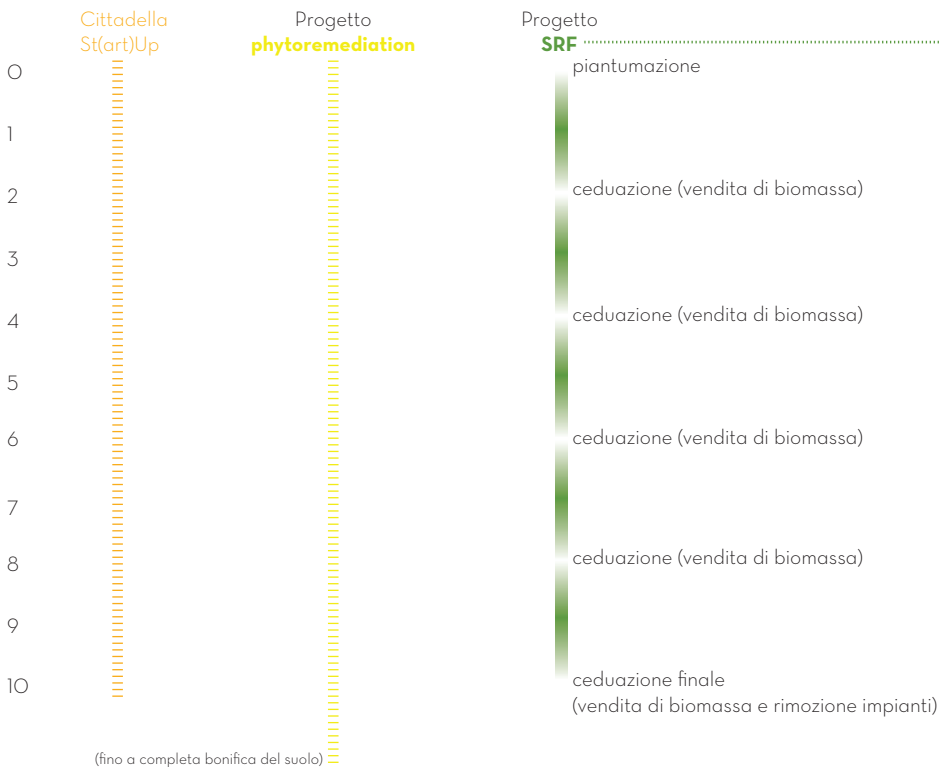 Cittadella
St(art)Up
Progetto
phytoremediation
Progetto
SRF
0
piantumazione
1
2
ceduazione (vendita di biomassa)
3
4
ceduazione (vendita di biomassa)
5
6
ceduazione (vendita di biomassa)
7
8
ceduazione (vendita di biomassa)
9
10
ceduazione finale
(vendita di biomassa e rimozione impianti)
(fino a completa bonifica del suolo)